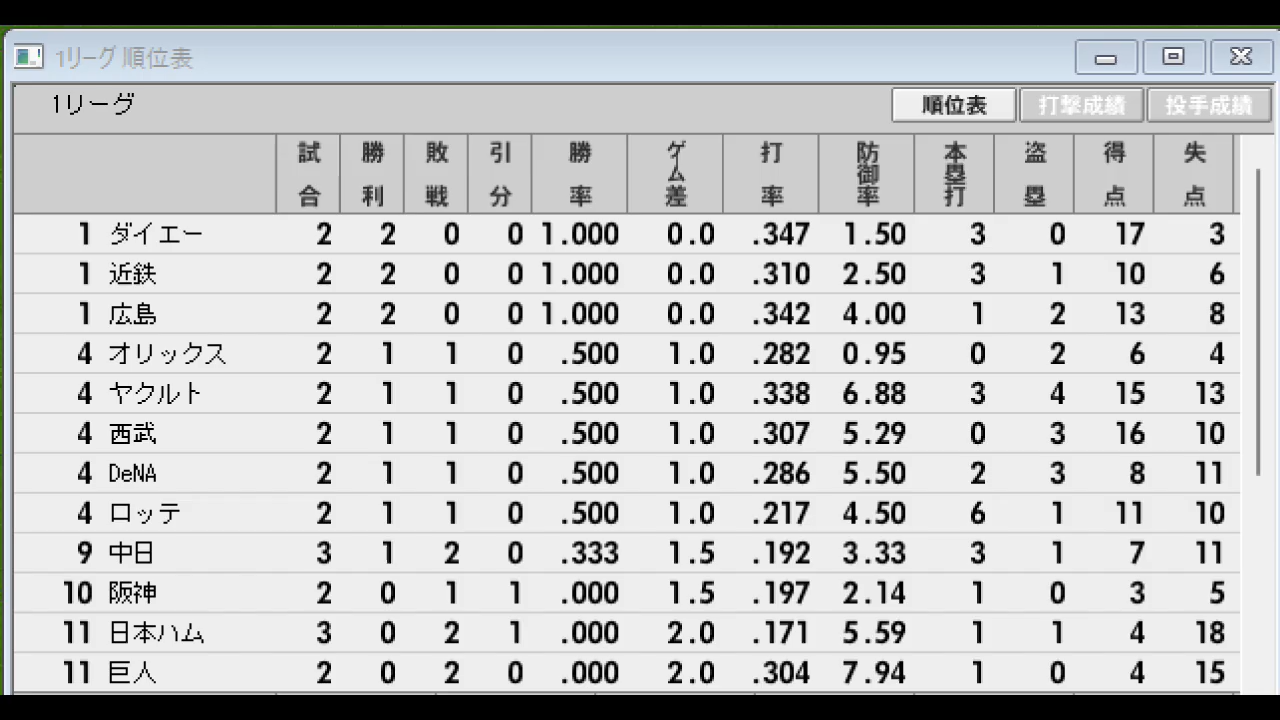 1リーグ 順位表
1リーグ 順位表 打撃成績 投手成績
試合 勝利 敗戦 引分 勝率 ゲーム差 打率 防御率 本塁打 盗塁 得点 失点
1 ダイエー 2 2 0 0 1.000 0.0 .347 1.50 3 0 17 3
1 近鉄 2 2 0 0 1.000 0.0 .310 2.50 3 1 10 6
1 広島 2 2 0 0 1.000 0.0 .342 4.00 1 2 13 8
4 オリックス 2 1 1 0 .500 1.0 .282 0.95 0 2 6 4
4 ヤクルト 2 1 1 0 .500 1.0 .338 6.88 3 4 15 13
4 西武 2 1 1 0 .500 1.0 .307 5.29 0 3 16 10
4 DeNA 2 1 1 0 .500 1.0 .286 5.50 2 3 8 11
4 ロッテ 2 1 1 0 .500 1.0 .217 4.50 6 1 11 10
9 中日 3 1 2 0 .333 1.5 .192 3.33 3 1 7 11
10 阪神 2 0 1 1 .000 1.5 .197 2.14 1 0 3 5
11 日本ハム 3 0 2 1 .000 2.0 .171 5.59 1 1 4 18
11 巨人 2 0 2 0 .000 2.0 .304 7.94 1 0 4 15